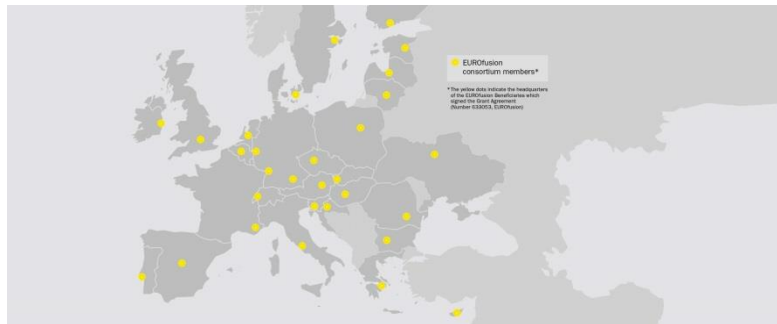 EUROfusion
consortium members*
* The yellow dots indicate the headquarters
of the EUROfusion Beneficiaries which
signed the Grant Agreement
(Number 633053, EUROfusion)